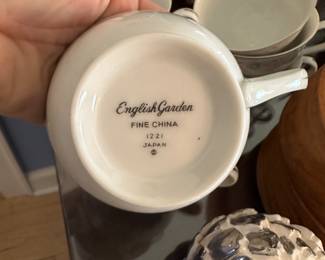 English Garden
FINE CHINA
1221
JAPAN